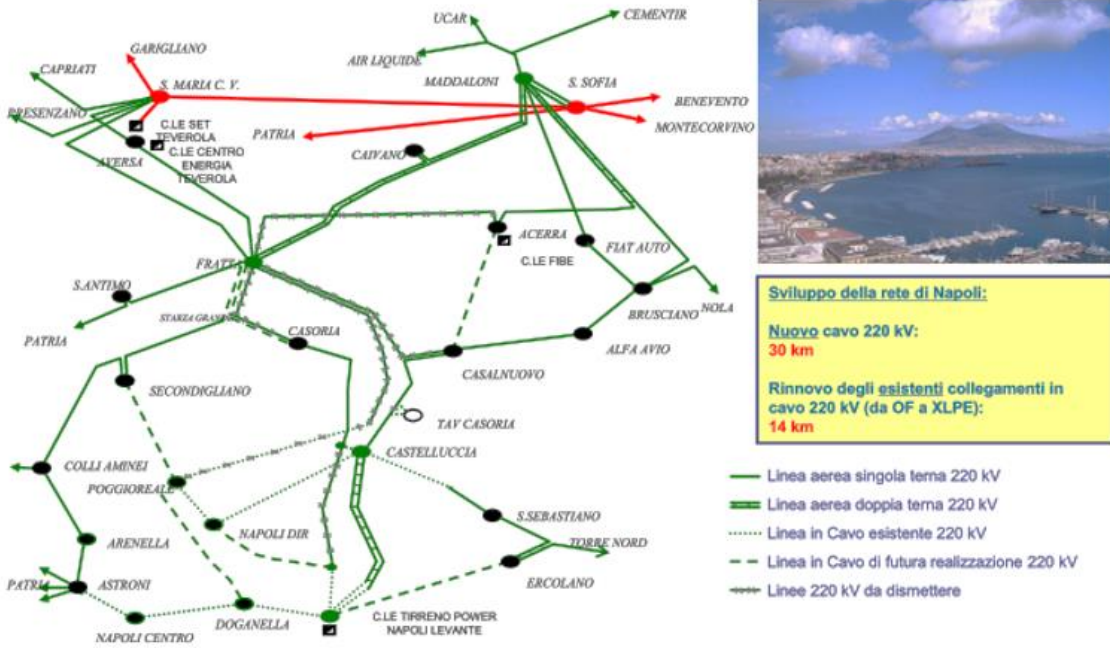 UCAR
CEMENTIR
GARIGLIANO
AIR LIQUIDE
CAPRIATI
S. MARIA C. V.
MADDALONI
S. SOFIA
PRESENZANO
BENEVENTO
C.LE SET
TEVEROLA
PATRIA
MONTECORVINO
AVERSA
C.LE CENTRO
ENERGIA
TEVEROLA
CAIVANO
ACERRA
FIAT AUTO
C.LE FIBE
FRATTA
S.ANTIMO
NOLA
STARZA GRANDE
BRUSCIANO
PATRIA
CASORIA
ALFA AVIO
CASALNUOVO
SECONDIGLIANO
TAV CASORIA
CASTELLUCCIA
COLLI AMINEI
POGGIOREALE
S.SEBASTIANO
NAPOLI DIR
ARENELLA
TORRE NORD
PATRIA
ASTRONI
ERCOLANO
C.LE TIRRENO POWER
NAPOLI LEVANTE
DOGANELLA
NAPOLI CENTRO
Sviluppo della rete di Napoli:
Nuovo cavo 220 kV:
30 km
Rinnovo degli esistenti collegamenti in
cavo 220 kV (da OF a XLPE):
14 km
Linea aerea singola terna 220 kV
Linea aerea doppia terna 220 kV
Linea in Cavo esistente 220 kV
Linea in Cavo di futura realizzazione 220 kV
Linee 220 kV da dismettere